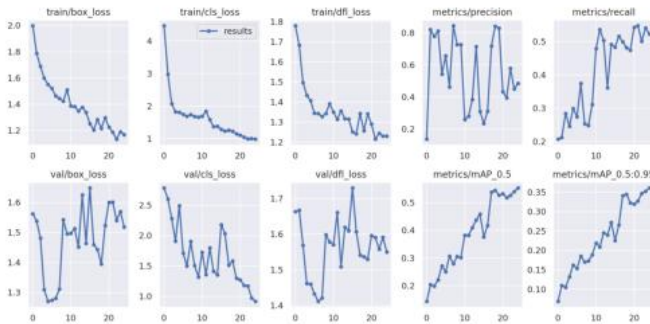 train/box_loss
train/cls_loss
train/dfl_loss
metrics/precision
metrics/recall
results
2.0
1.8
1.6
1.4
1.2
4
3
2
1
1.8
1.7
1.6
1.5
1.4
1.3
1.2
0.8
0.6
0.4
0.2
0.5
0.4
0.3
0.2
0 10 20
0 10 20
0 10 20
0 10 20
0 10 20
val/box_loss
val/cls_loss
val/dfl_loss
metrics/mAP_0.5
metrics/mAP_0.5:0.95
1.6
1.5
1.4
1.3
2.5
2.0
1.5
1.0
1.7
1.6
1.5
1.4
0.5
0.4
0.3
0.2
0.35
0.30
0.25
0.20
0.15
0.10
0 10 20
0 10 20
0 10 20
0 10 20
0 10 20